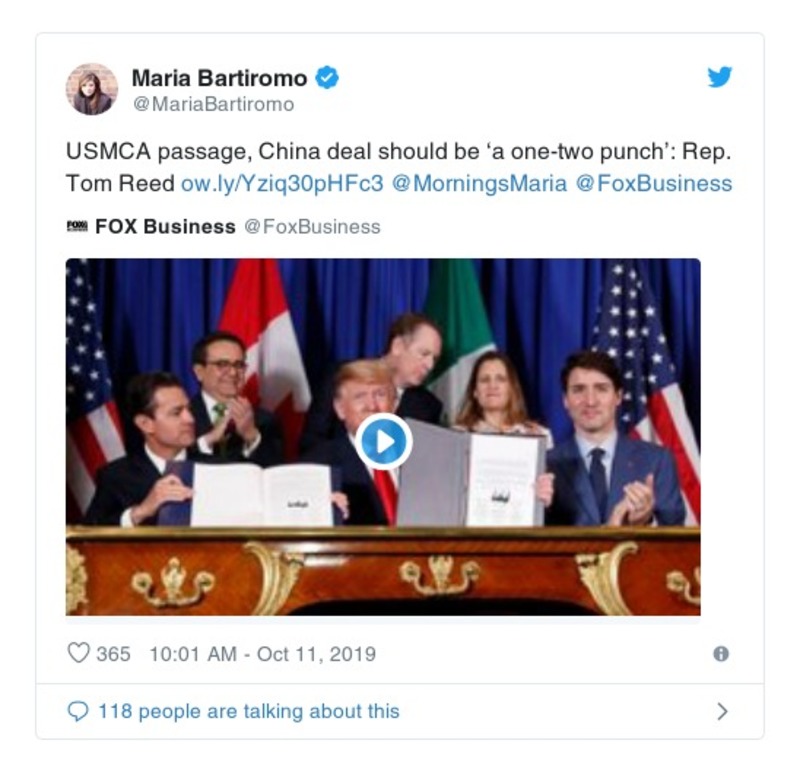 Maria Bartiromo
@MariaBartiromo
USMCA passage, China deal should be ‘a one-two punch’: Rep.
Tom Reed ow.ly/Yziq30pHFc3 @MorningsMaria @FoxBusiness
FOX Business @FoxBusiness
365 10:01 AM - Oct 11, 2019
118 people are talking about this